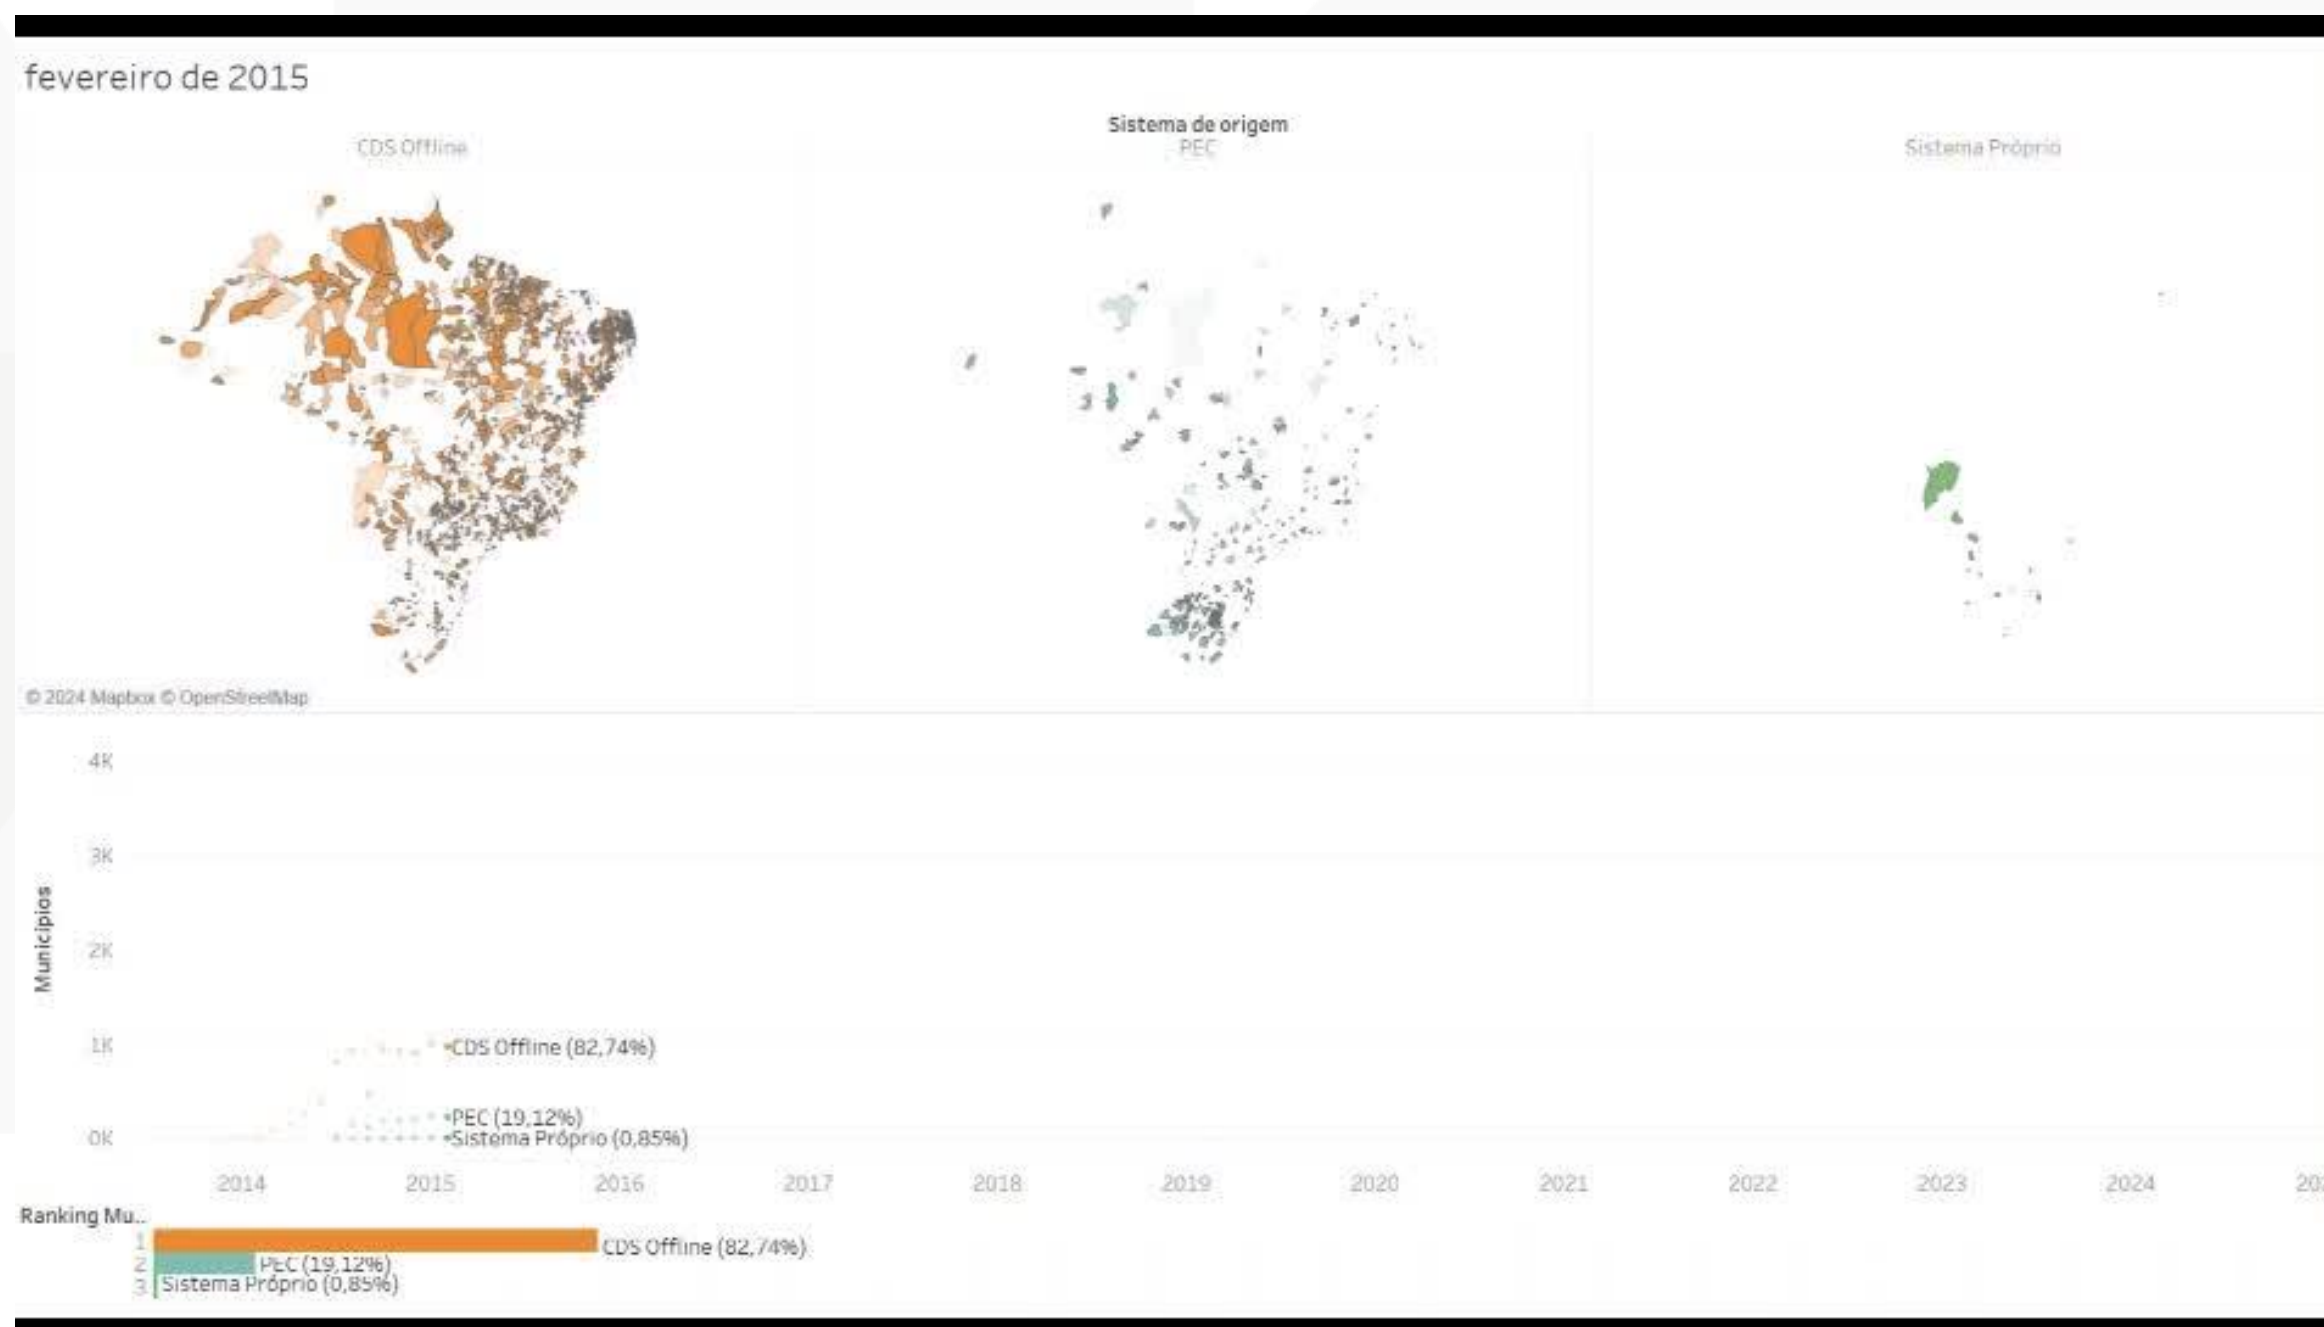 fevereiro de 2015
Sistema de origem
CDS Offline
PEC
Sistema Próprio
© 2024 Mapbox © OpenStreetMap
4K
3K
2K
1K
0K
Municípios
CDS Offline (82,74%)
PEC (19,12%)
Sistema Próprio (0,85%)
2014 2015 2016 2017 2018 2019 2020 2021 2022 2023 2024
Ranking Mu..
1 CDS Offline (82,74%)
2 PEC (19,12%)
3 Sistema Próprio (0,85%)